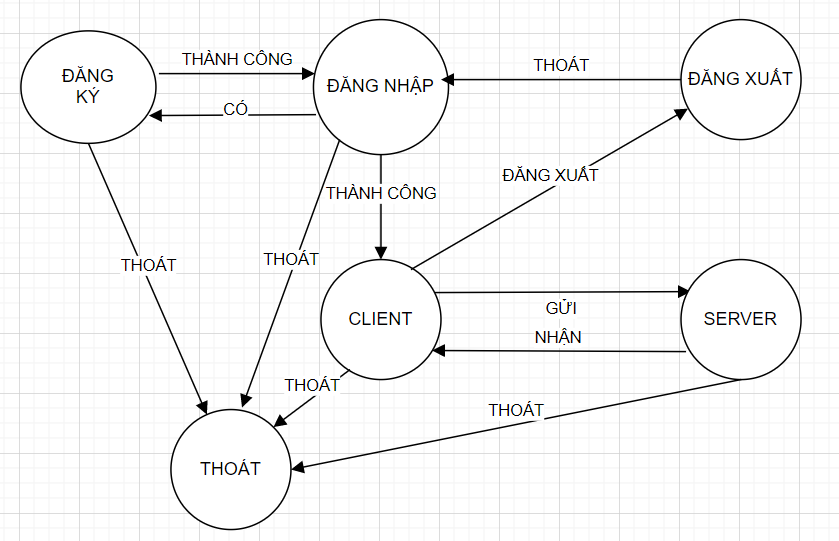 THÀNH CÔNG
ĐĂNG
KÝ
ĐĂNG NHẬP
THOÁT
ĐĂNG XUẤT
CÓ
ĐĂNG XUẤT
THÀNH CÔNG
THOÁT
THOÁT
CLIENT
GỬI
NHẬN
SERVER
THOÁT
THOÁT
THOÁT